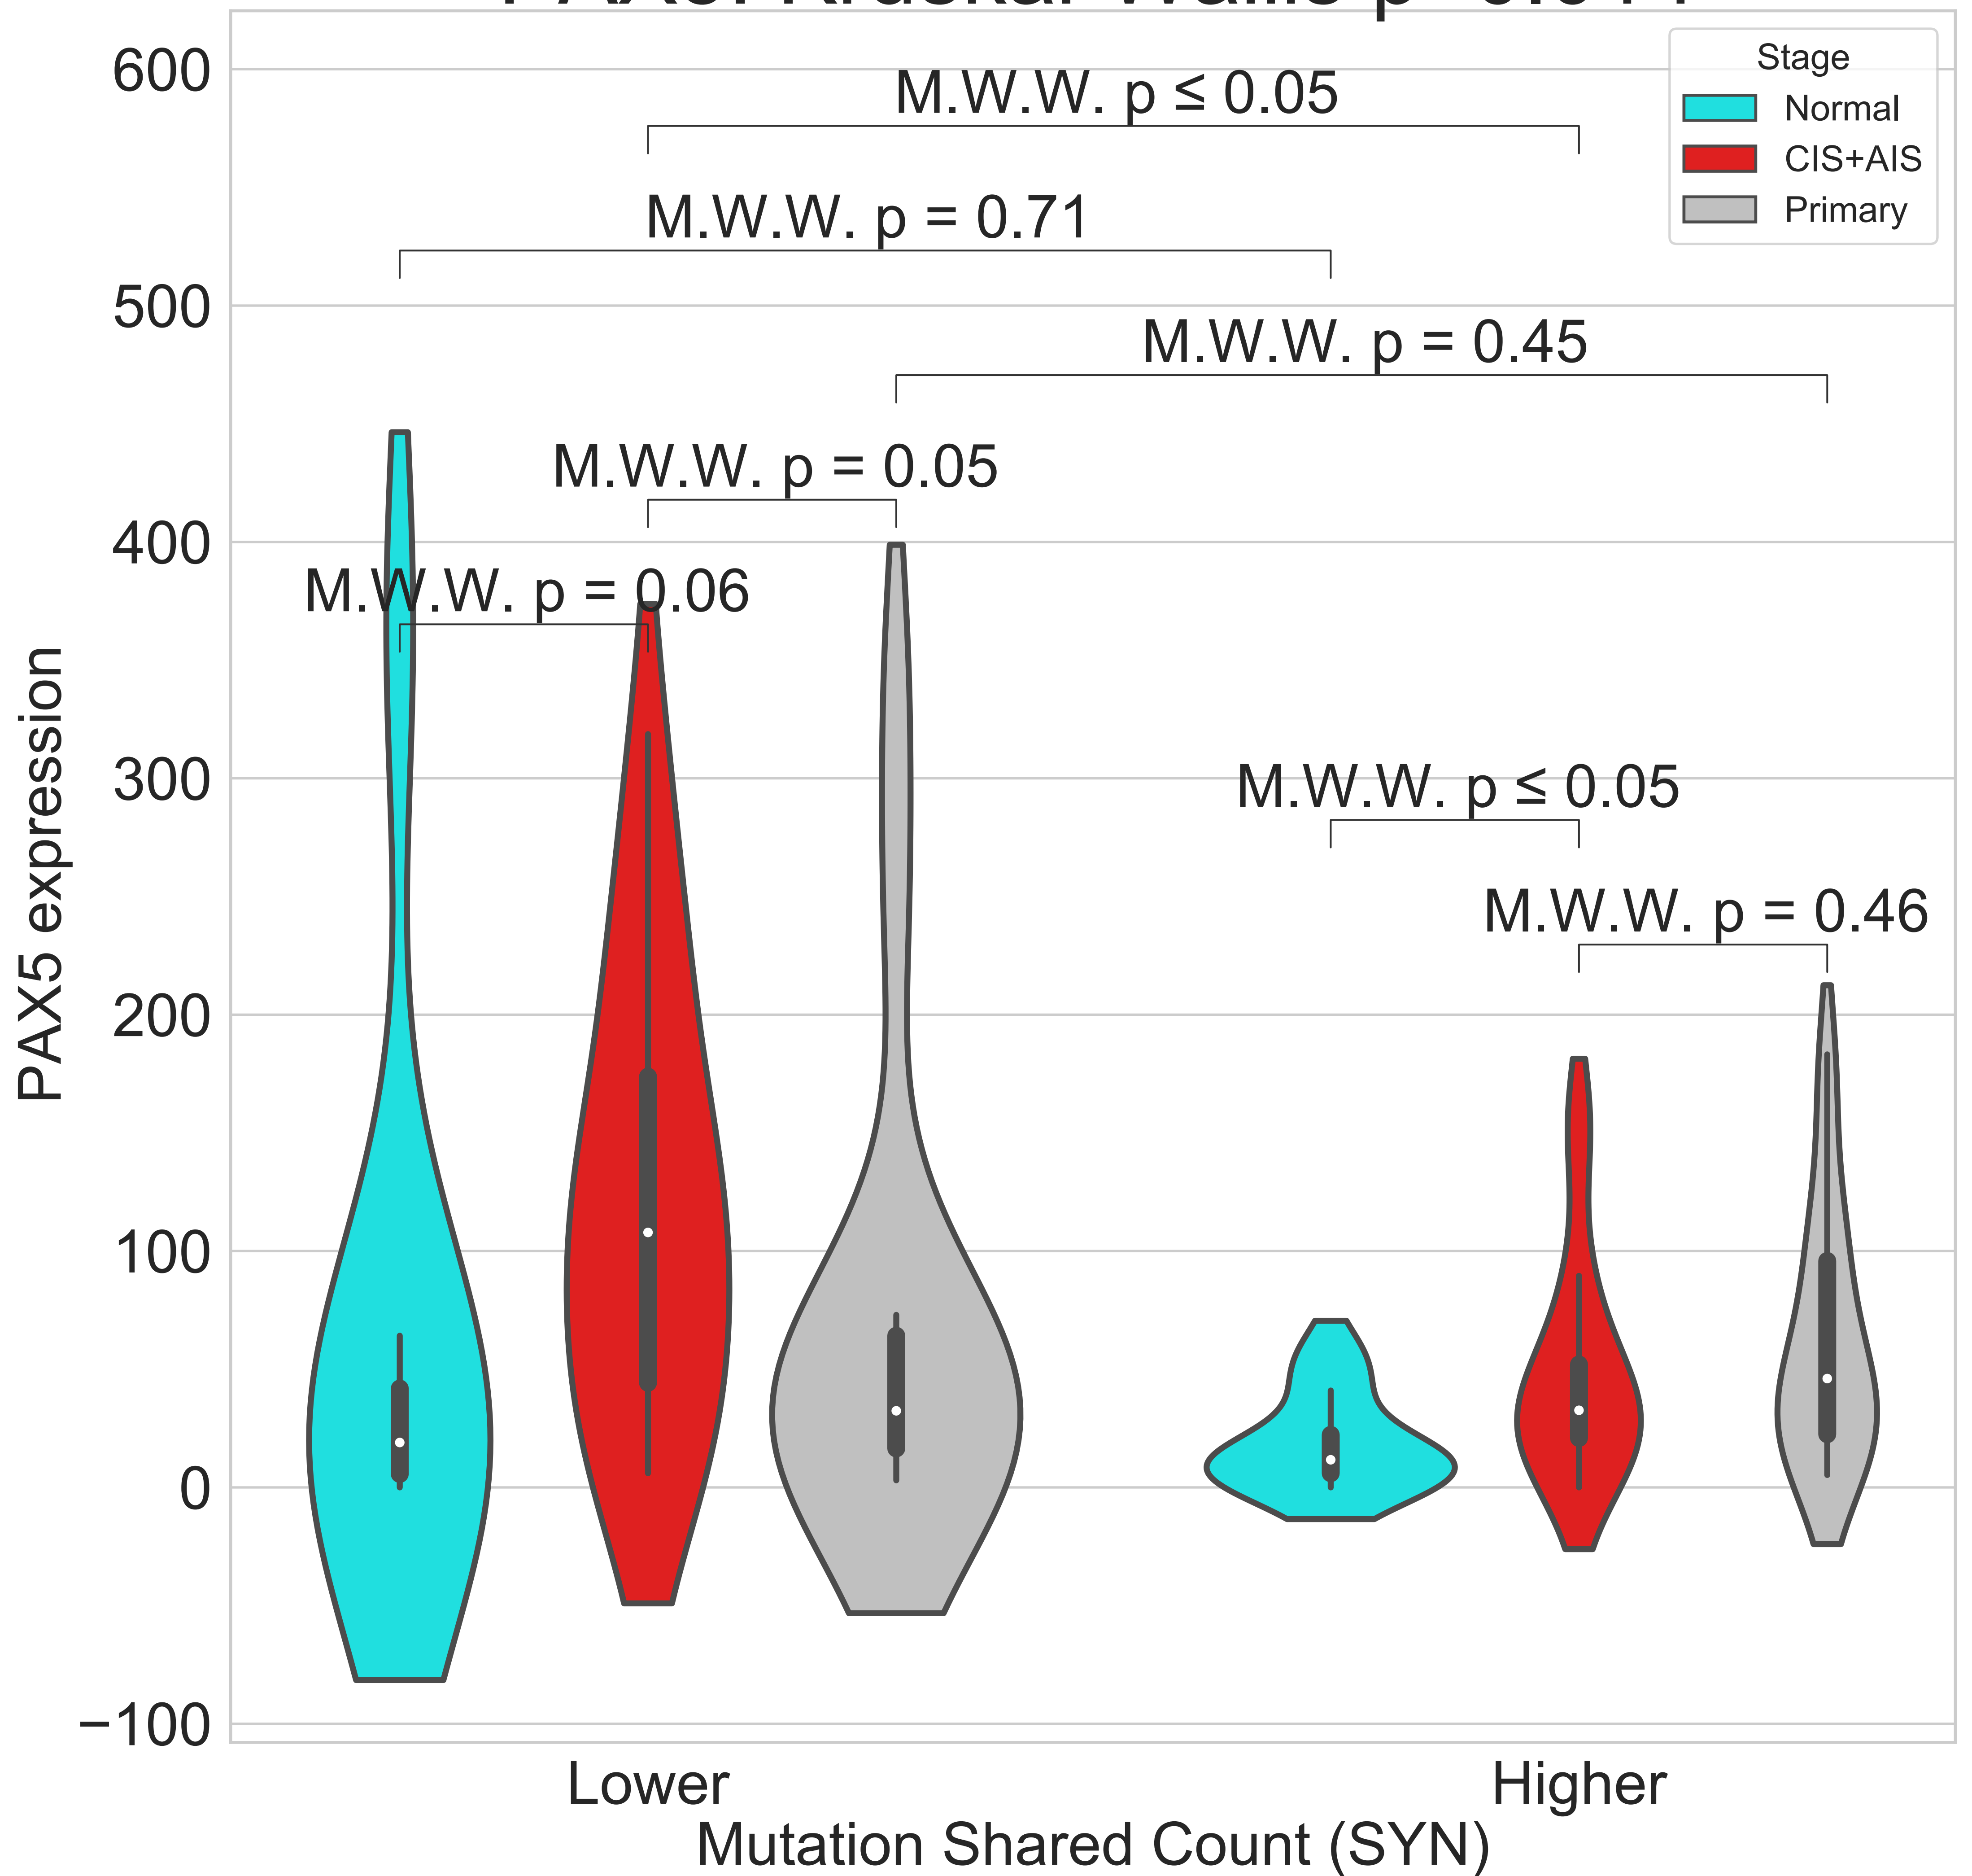 600
500
400
300
200
100
0
−100
PAX5 expression
Stage
Normal
CIS+AIS
Primary
M.W.W. p ≤ 0.05
M.W.W. p = 0.71
M.W.W. p = 0.45
M.W.W. p = 0.05
M.W.W. p = 0.06
M.W.W. p ≤ 0.05
M.W.W. p = 0.46
Lower
Higher
Mutation Shared Count (SYN)